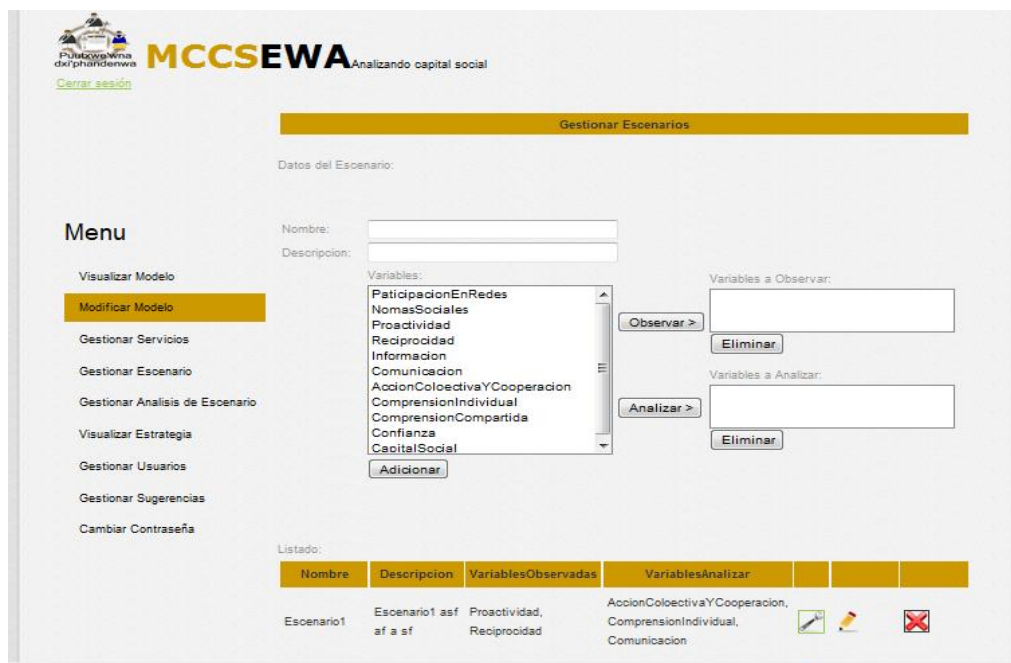 Puutxwe'wna
dxi'phandenwa
MCCSEWA Analizando capital social
Cerrar sesión
Gestionar Escenarios
Datos del Escenario:
Menu
Visualizar Modelo
Modificar Modelo
Gestionar Servicios
Gestionar Escenario
Gestionar Analisis de Escenario
Visualizar Estrategia
Gestionar Usuarios
Gestionar Sugerencias
Cambiar Contraseña
Nombre:
Descripcion:
Variables:
PaticipacionEnRedes
NomasSociales
Proactividad
Reciprocidad
Informacion
Comunicacion
AccionColoectivaYCooperacion
ComprensionIndividual
ComprensionCompartida
Confianza
CapitalSocial
Adicionar
Observar >
Analizar >
Variables a Observar:
Eliminar
Variables a Analizar:
Eliminar
Listado:
Nombre Descripcion VariablesObservadas VariablesAnalizar
Escenario1 Escenario1 asf af a sf Proactividad, Reciprocidad AccionColoectivaYCooperacion, ComprensionIndividual, Comunicacion